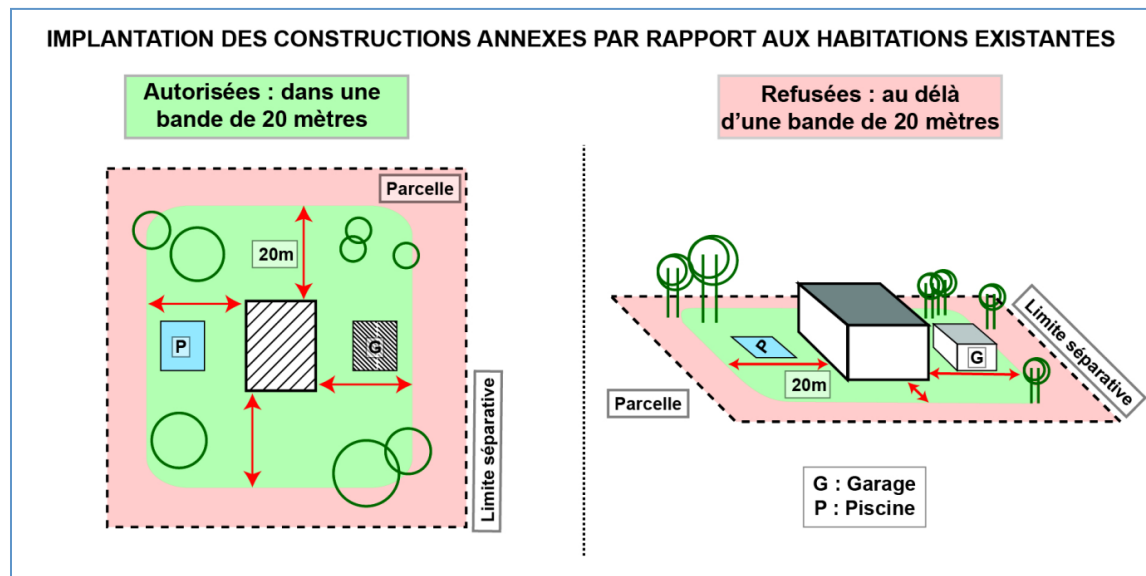 IMPLANTATION DES CONSTRUCTIONS ANNEXES PAR RAPPORT AUX HABITATIONS EXISTANTES
Autorisées : dans une
bande de 20 mètres
Parcelle
20m
P
G
Limite séparative
Refusées : au délà
d'une bande de 20 mètres
P
G
20m
Limite séparative
Parcelle
G : Garage
P : Piscine